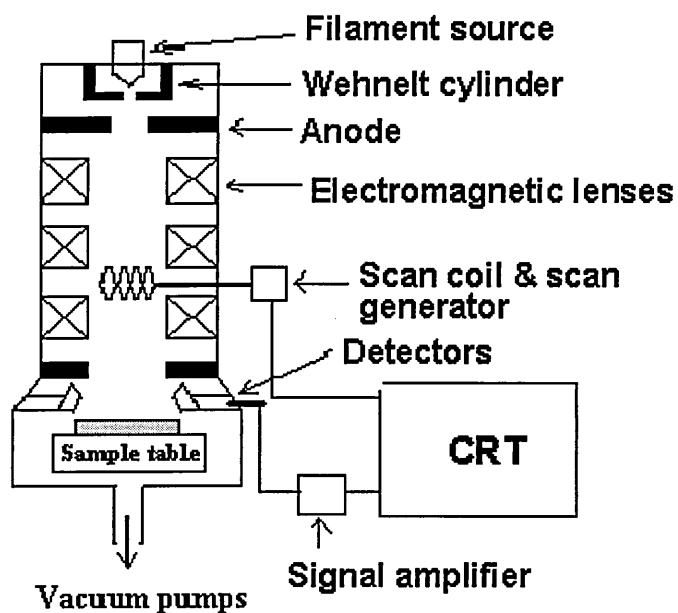 Filament source
Wehnelt cylinder
Anode
Electromagnetic lenses
Scan coil & scan
generator
Detectors
CRT
Sample table
Signal amplifier
Vacuum pumps